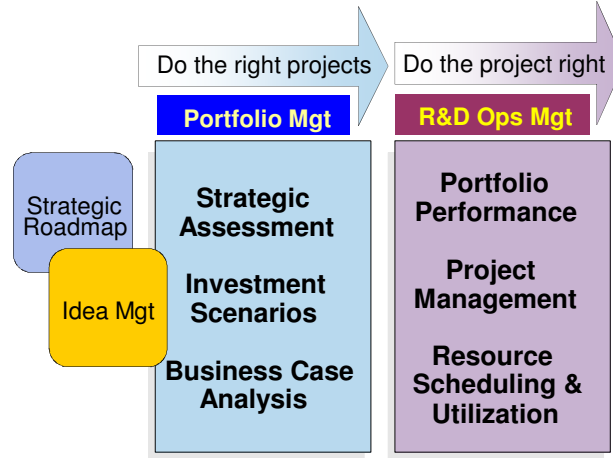 Do the right projects
Do the project right
Portfolio Mgt
R&D Ops Mgt
Strategic
Roadmap
Idea Mgt
Strategic
Assessment
Investment
Scenarios
Business Case
Analysis
Portfolio
Performance
Project
Management
Resource
Scheduling &
Utilization